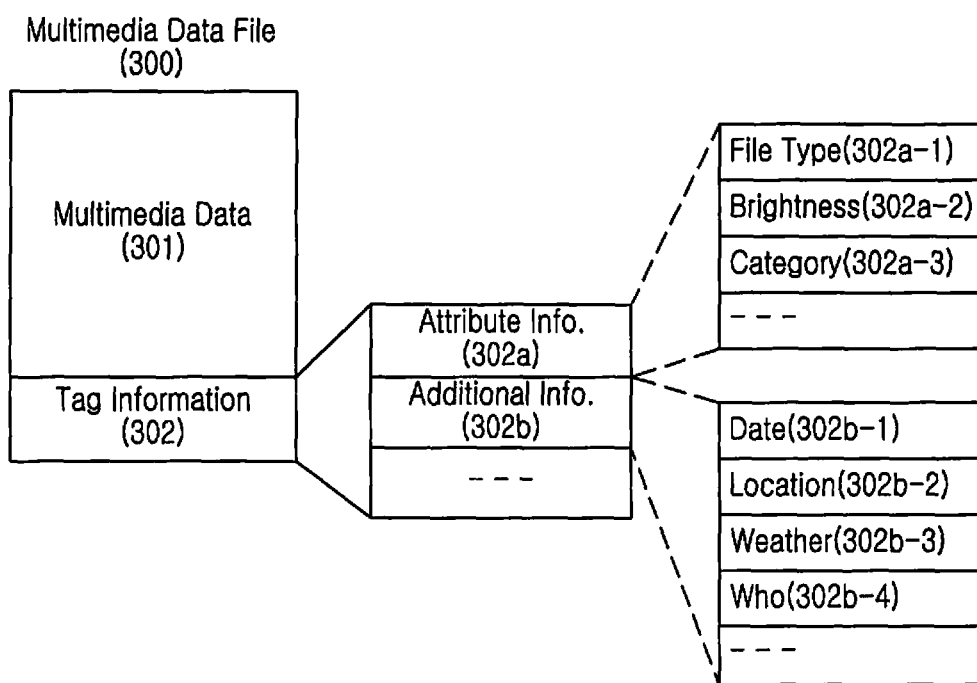 Multimedia Data File
(300)
Multimedia Data
(301)
Tag Information
(302)
Attribute Info.
(302a)
Additional Info.
(302b)
- - -
File Type(302a-1)
Brightness(302a-2)
Category(302a-3)
- - -
Date(302b-1)
Location(302b-2)
Weather(302b-3)
Who(302b-4)
- - -